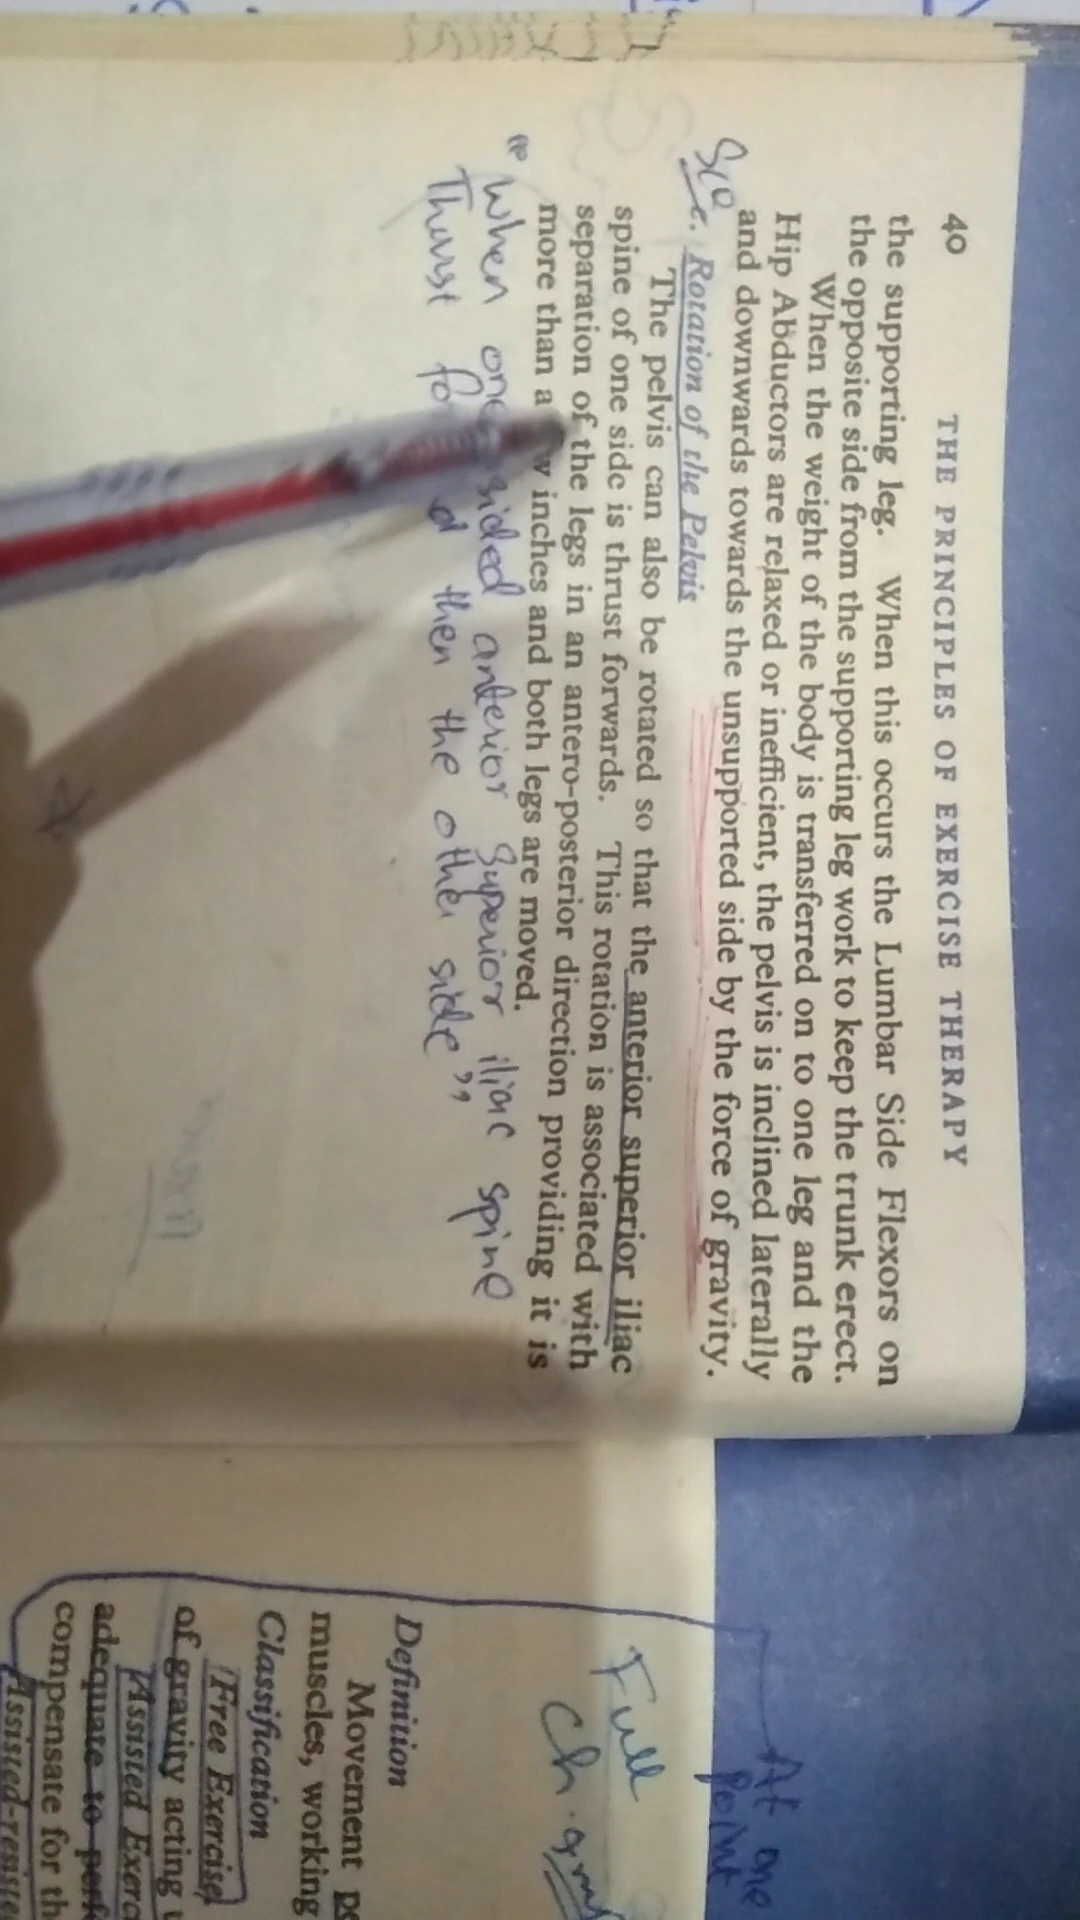 40 THE PRINCIPLES OF EXERCISE THERAPY
the supporting leg. When this occurs the Lumbar Side Flexors on
the opposite side from the supporting leg work to keep the trunk erect.
When the weight of the body is transferred on to one leg and the
Hip Abductors are relaxed or inefficient, the pelvis is inclined laterally
and downwards towards the unsupported side by the force of gravity.
e. Rotation of the Pelvis
The pelvis can also be rotated so that the anterior superior iliac
spine of one side is thrust forwards. This rotation is associated with
separation of the legs in an antero-posterior direction providing it is
more than a inches and both legs are moved.
" When one sided anterior superior iliac spine
Thurst then the other side "
At one
point
Full
Ch.
Definition
Movement
muscles, working
Classification
Free Exercise
of gravity acting
Assisted
adequate to
compensate for